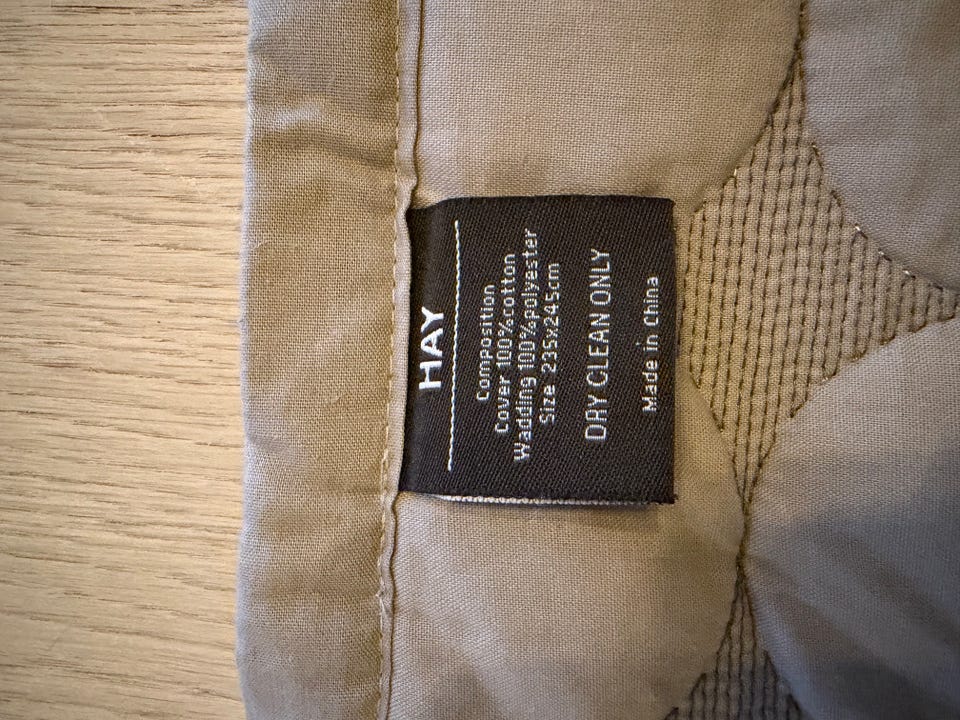 HAY
Composition
Cover 100%cotton
Wadding 100%polyester
Size 235x245cm
DRY CLEAN ONLY
Made in China